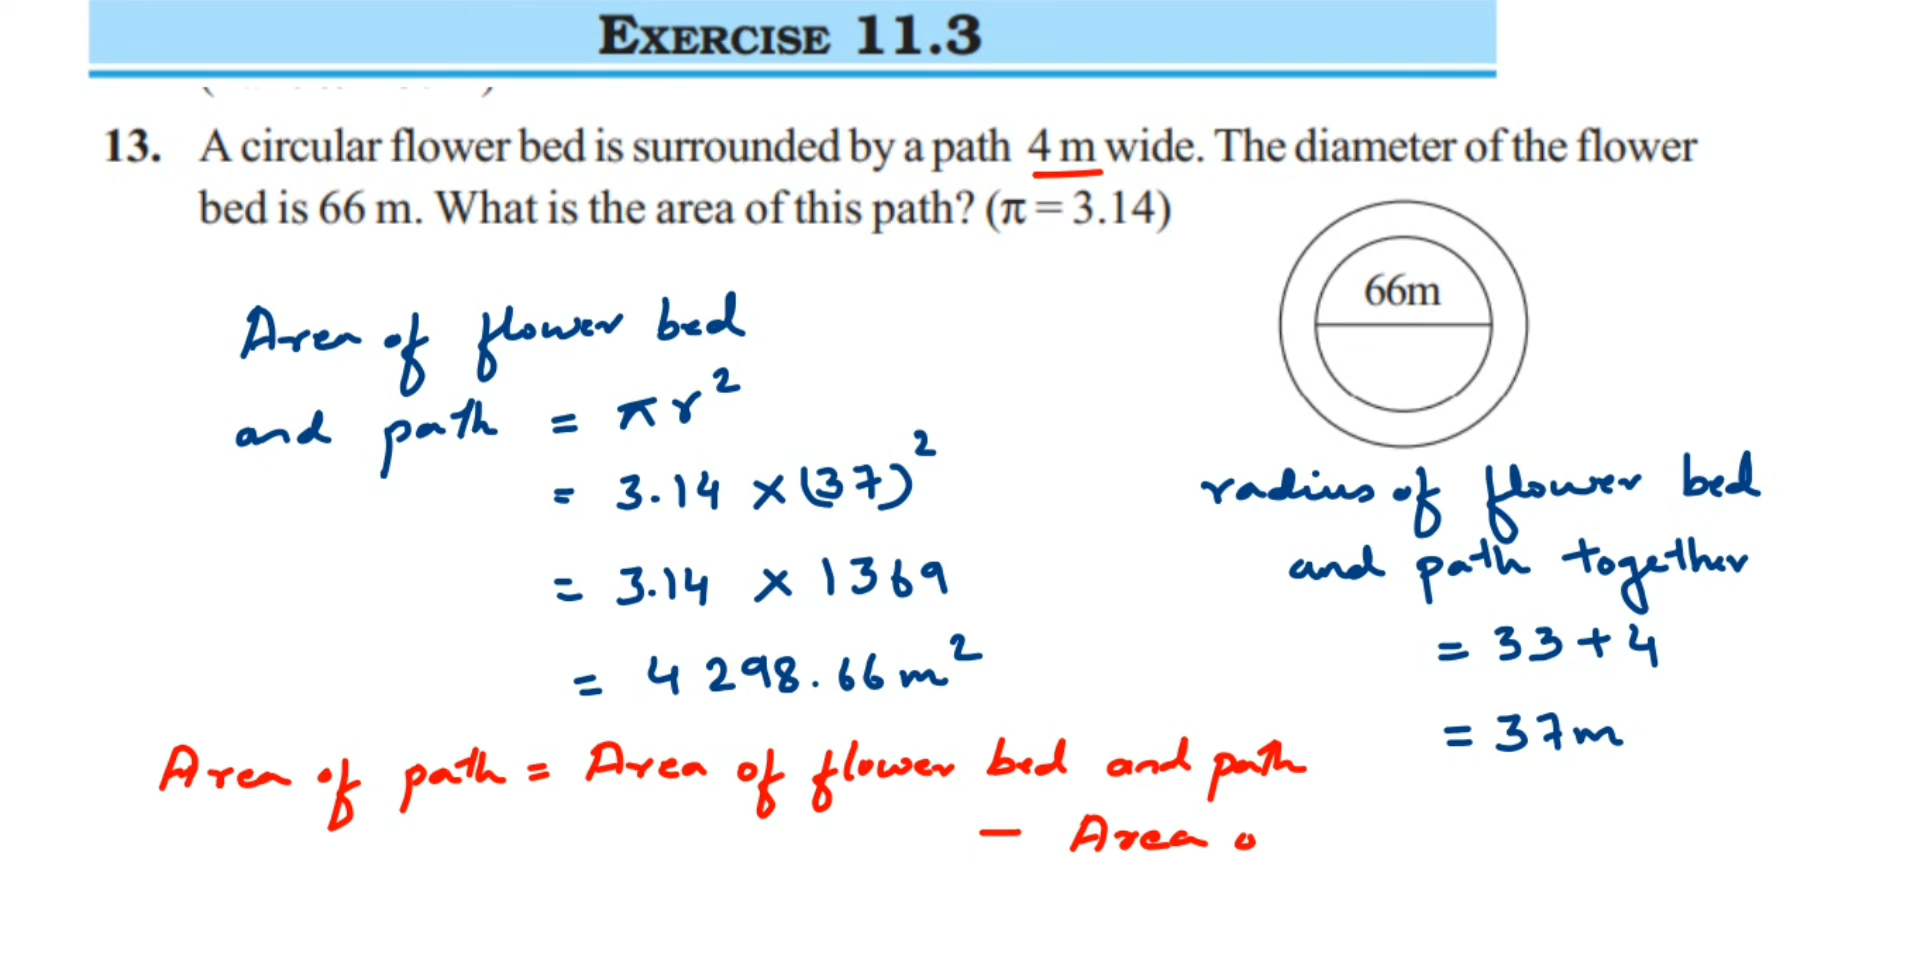 EXERCISE 11.3
13. A circular flower bed is surrounded by a path 4 m wide. The diameter of the flower
bed is 66 m. What is the area of this path? (π = 3.14)
66m
Area of flower bed
and path = πr²
= 3.14 × (37)²
= 3.14 × 1369
= 4298.66 m²
radius of flower bed
and path together
= 33 + 4
= 37m
Area of path = Area of flower bed and path
− Area o